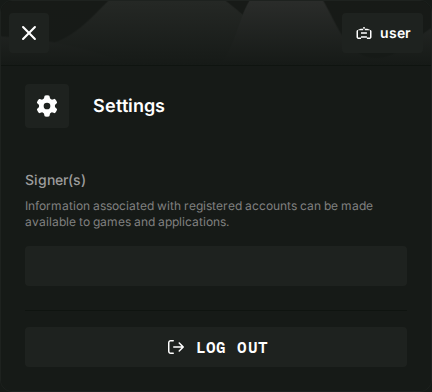 user
Settings
Signer(s)
Information associated with registered accounts can be made
available to games and applications.
LOG OUT